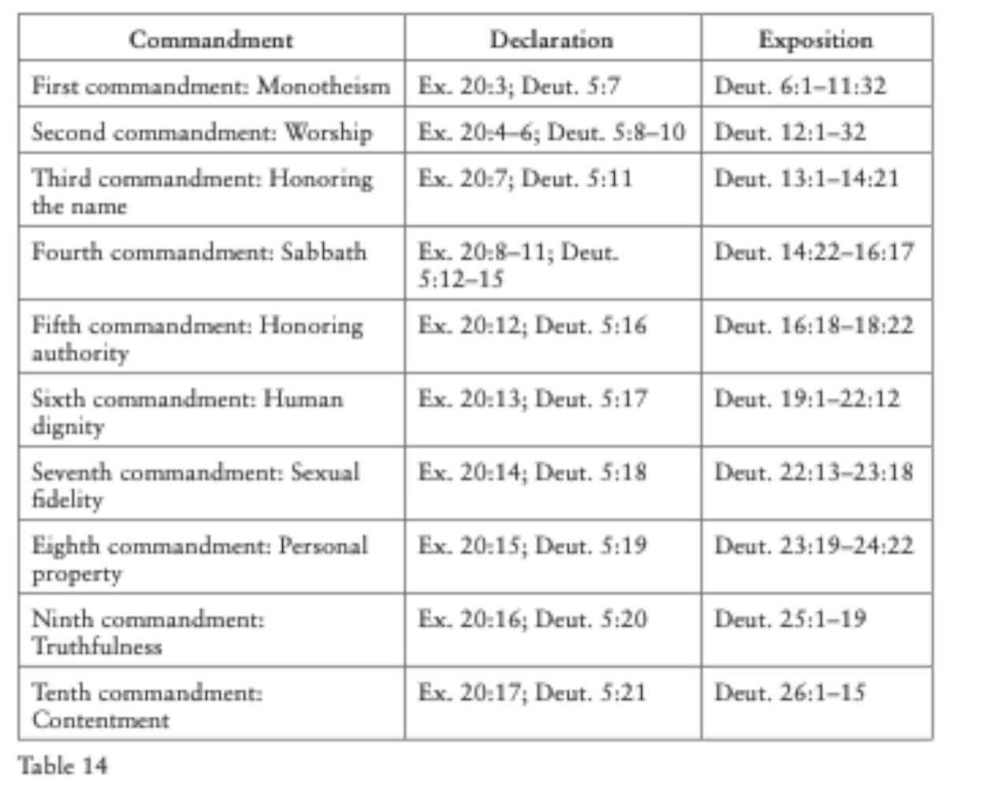 Commandment Declaration Exposition
First commandment: Monotheism Ex. 20:3; Deut. 5:7 Deut. 6:1–11:32
Second commandment: Worship Ex. 20:4–6; Deut. 5:8–10 Deut. 12:1–32
Third commandment: Honoring Ex. 20:7; Deut. 5:11 Deut. 13:1–14:21
the name
Fourth commandment: Sabbath Ex. 20:8–11; Deut. Deut. 14:22–16:17
5:12–15
Fifth commandment: Honoring Ex. 20:12; Deut. 5:16 Deut. 16:18–18:22
authority
Sixth commandment: Human Ex. 20:13; Deut. 5:17 Deut. 19:1–22:12
dignity
Seventh commandment: Sexual Ex. 20:14; Deut. 5:18 Deut. 22:13–23:18
fidelity
Eighth commandment: Personal Ex. 20:15; Deut. 5:19 Deut. 23:19–24:22
property
Ninth commandment: Ex. 20:16; Deut. 5:20 Deut. 25:1–19
Truthfulness
Tenth commandment: Ex. 20:17; Deut. 5:21 Deut. 26:1–15
Contentment
Table 14